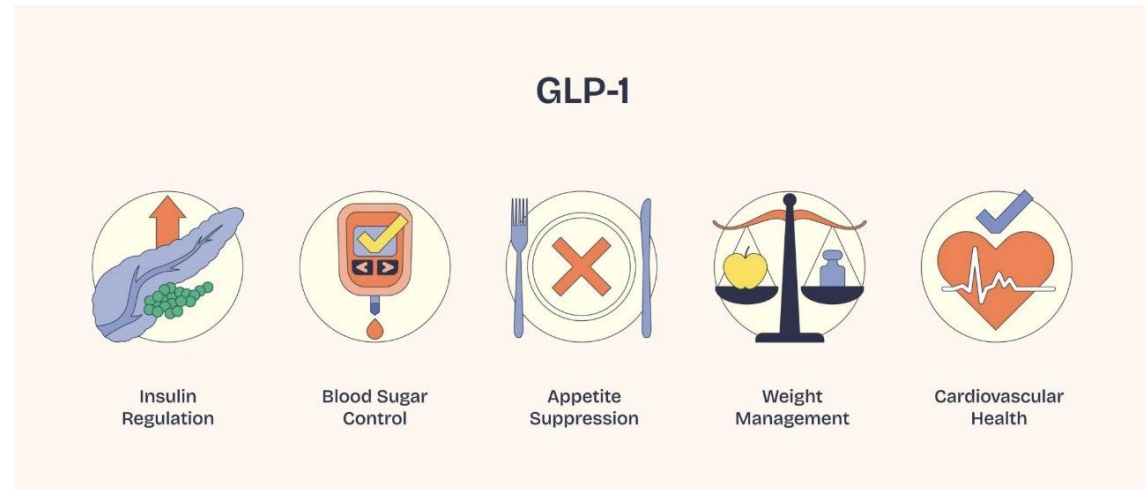 GLP-1
Insulin
Regulation
Blood Sugar
Control
Appetite
Suppression
Weight
Management
Cardiovascular
Health